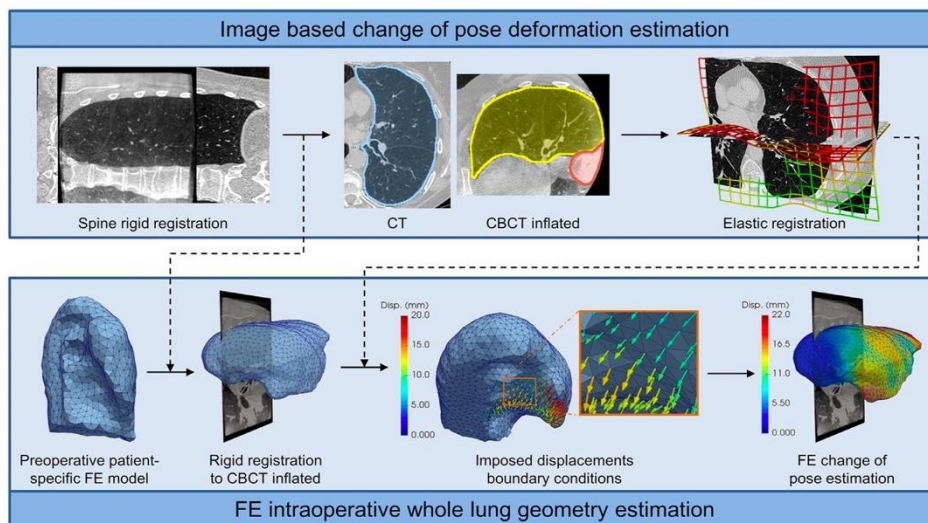 Image based change of pose deformation estimation
Spine rigid registration
CT
CBCT inflated
Elastic registration
Disp. (mm)
20.0
15.0
10.0
5.00
0.000
Disp. (mm)
22.0
16.5
11.0
5.50
0.000
Preoperative patient-
specific FE model
Rigid registration
to CBCT inflated
Imposed displacements
boundary conditions
FE change of
pose estimation
FE intraoperative whole lung geometry estimation